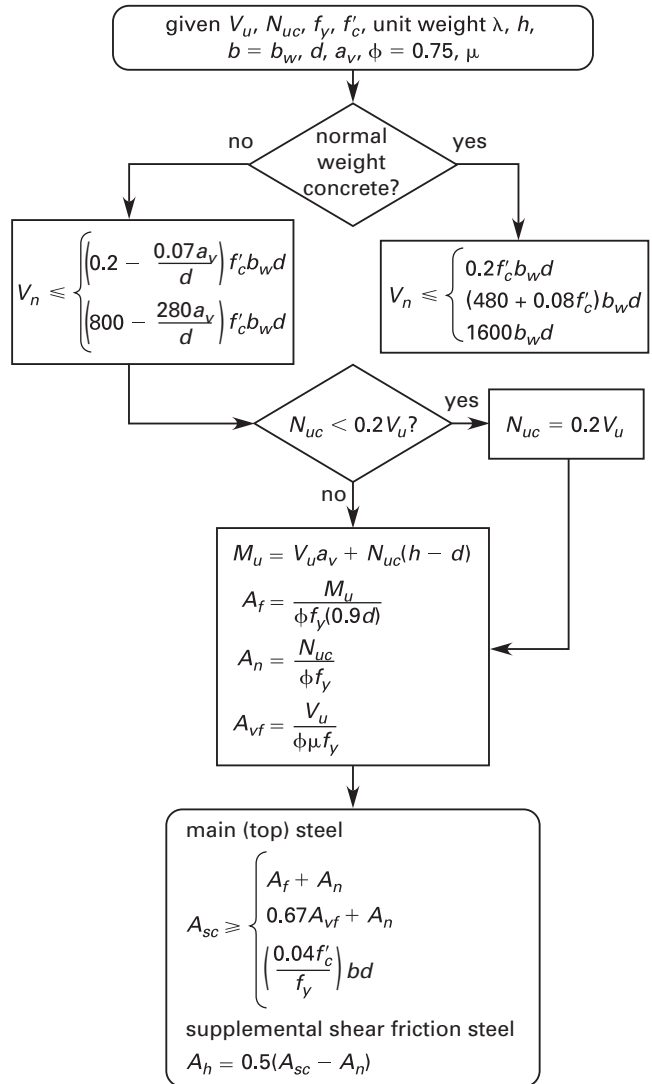 given V_u, N_uc, f_y, f′_c, unit weight λ, h,
b = b_w, d, a_v, ϕ = 0.75, μ
no
normal
weight
concrete?
yes
V_n ⩽ { (0.2 − 0.07a_v/d) f′_c b_w d
(800 − 280a_v/d) f′_c b_w d
V_n ⩽ { 0.2f′_c b_w d
(480 + 0.08f′_c)b_w d
1600b_w d
N_uc < 0.2V_u?
yes
N_uc = 0.2V_u
no
M_u = V_u a_v + N_uc(h − d)
A_f = M_u/ϕf_y(0.9d)
A_n = N_uc/ϕf_y
A_vf = V_u/ϕμf_y
main (top) steel
A_sc ⩾ { A_f + A_n
0.67A_vf + A_n
(0.04f′_c/f_y) bd
supplemental shear friction steel
A_h = 0.5(A_sc − A_n)